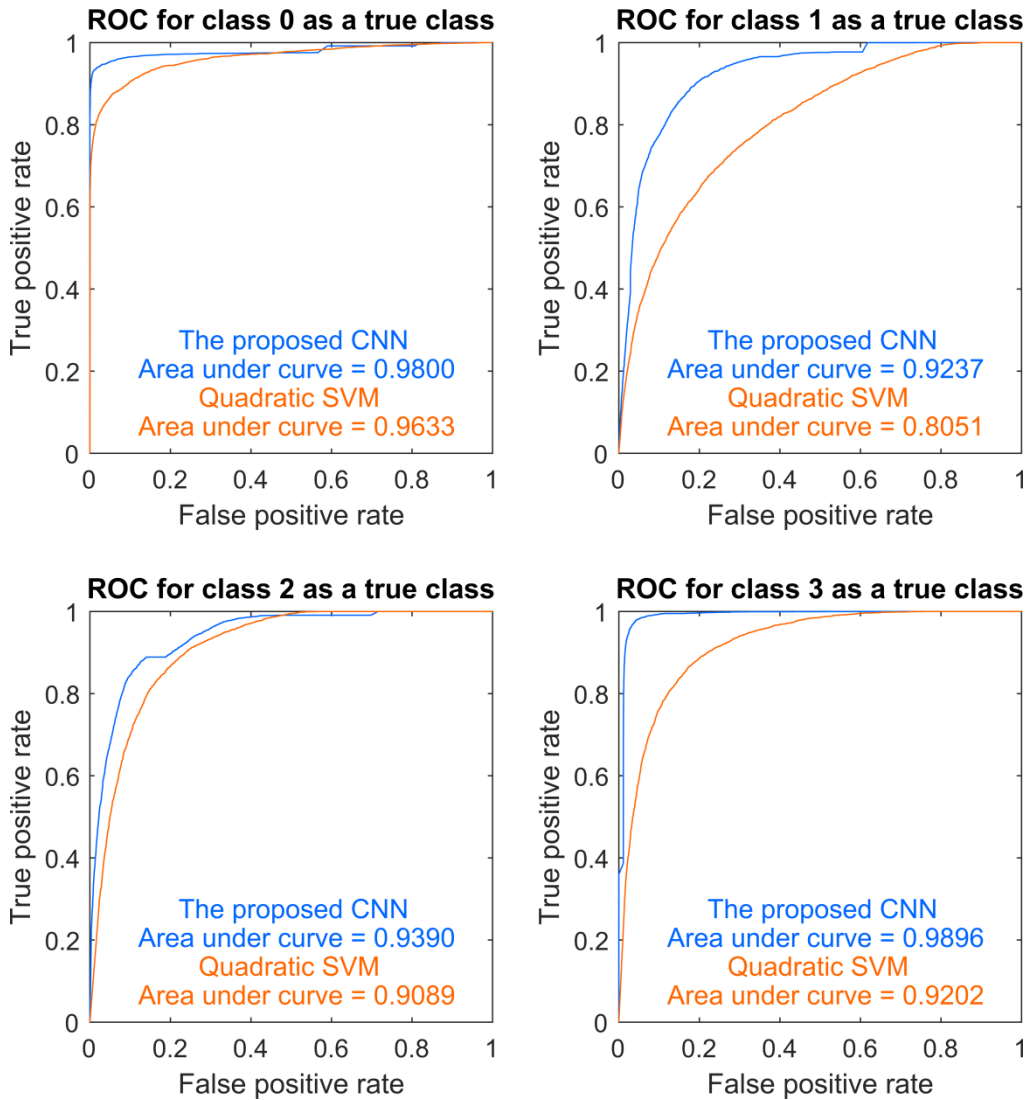 ROC for class 0 as a true class
True positive rate
1
0.8
0.6
0.4
0.2
0
The proposed CNN
Area under curve = 0.9800
Quadratic SVM
Area under curve = 0.9633
0 0.2 0.4 0.6 0.8 1
False positive rate
ROC for class 1 as a true class
True positive rate
1
0.8
0.6
0.4
0.2
0
The proposed CNN
Area under curve = 0.9237
Quadratic SVM
Area under curve = 0.8051
0 0.2 0.4 0.6 0.8 1
False positive rate
ROC for class 2 as a true class
True positive rate
1
0.8
0.6
0.4
0.2
0
The proposed CNN
Area under curve = 0.9390
Quadratic SVM
Area under curve = 0.9089
0 0.2 0.4 0.6 0.8 1
False positive rate
ROC for class 3 as a true class
True positive rate
1
0.8
0.6
0.4
0.2
0
The proposed CNN
Area under curve = 0.9896
Quadratic SVM
Area under curve = 0.9202
0 0.2 0.4 0.6 0.8 1
False positive rate